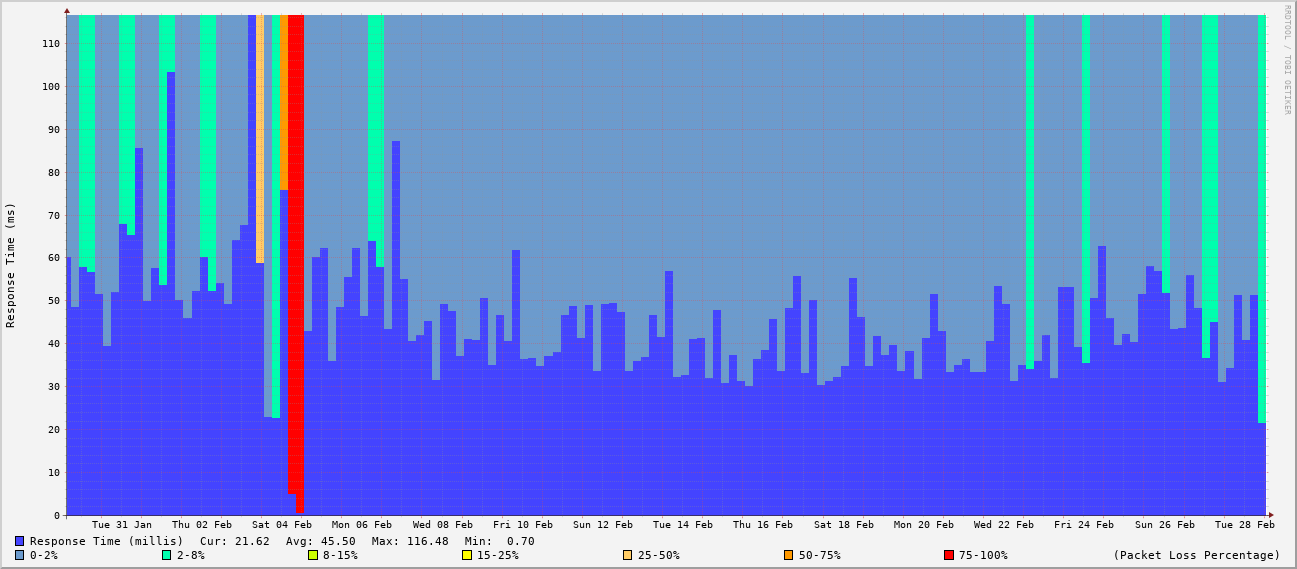 RRDTOOL / TOBI OETIKER
Response Time (ms)
110
100
90
80
70
60
50
40
30
20
10
0
Tue 31 Jan Thu 02 Feb Sat 04 Feb Mon 06 Feb Wed 08 Feb Fri 10 Feb Sun 12 Feb Tue 14 Feb Thu 16 Feb Sat 18 Feb Mon 20 Feb Wed 22 Feb Fri 24 Feb Sun 26 Feb Tue 28 Feb
Response Time (millis) Cur: 21.62 Avg: 45.50 Max: 116.48 Min: 0.70
0-2% 2-8% 8-15% 15-25% 25-50% 50-75% 75-100% (Packet Loss Percentage)